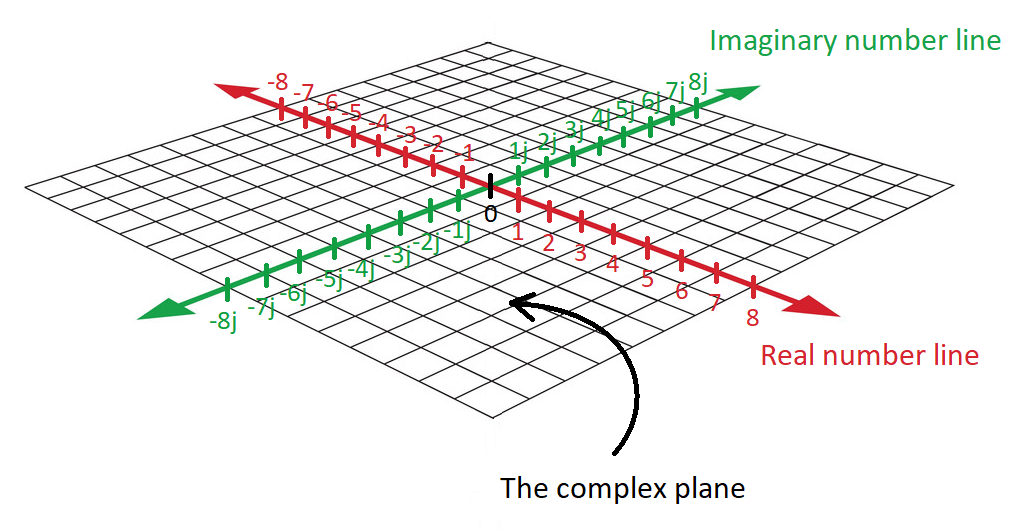 Imaginary number line
-8 -7 -6 -5 -4 -3 -2 -1
1j 2j 3j 4j 5j 6j 7j 8j
0
-8j -7j -6j -5j -4j -3j -2j -1j
1 2 3 4 5 6 7 8
Real number line
The complex plane